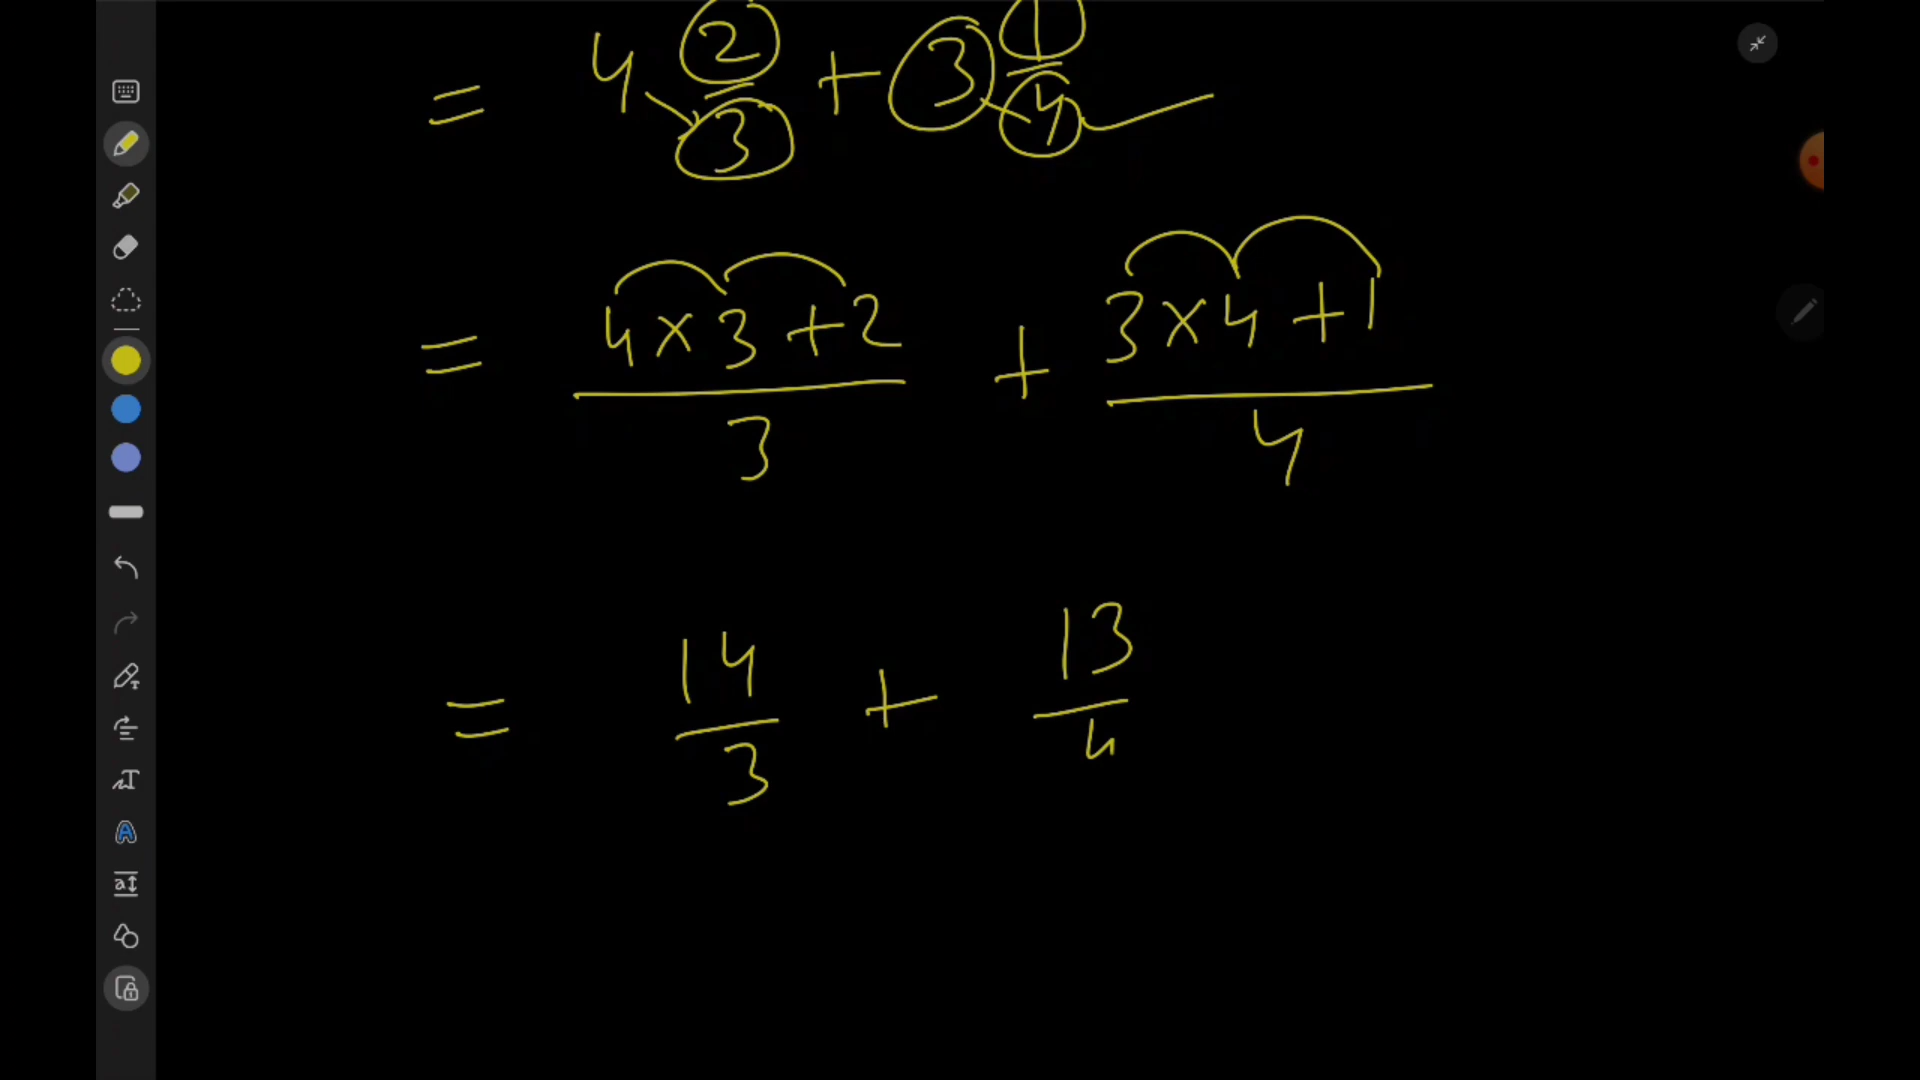 = 4 2/3 + 3 1/4
= (4 × 3 + 2)/3 + (3 × 4 + 1)/4
= 14/3 + 13/4